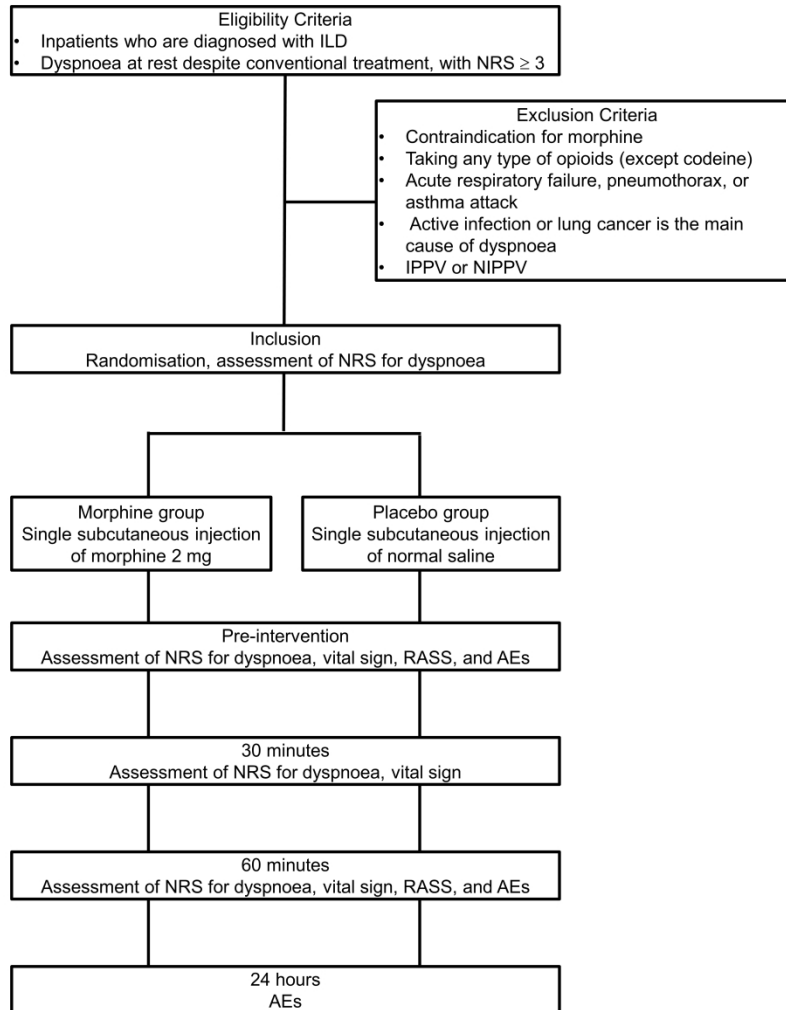 Eligibility Criteria
• Inpatients who are diagnosed with ILD
• Dyspnoea at rest despite conventional treatment, with NRS ≥ 3
Exclusion Criteria
• Contraindication for morphine
• Taking any type of opioids (except codeine)
• Acute respiratory failure, pneumothorax, or
asthma attack
• Active infection or lung cancer is the main
cause of dyspnoea
• IPPV or NIPPV
Inclusion
Randomisation, assessment of NRS for dyspnoea
Morphine group
Single subcutaneous injection
of morphine 2 mg
Placebo group
Single subcutaneous injection
of normal saline
Pre-intervention
Assessment of NRS for dyspnoea, vital sign, RASS, and AEs
30 minutes
Assessment of NRS for dyspnoea, vital sign
60 minutes
Assessment of NRS for dyspnoea, vital sign, RASS, and AEs
24 hours
AEs